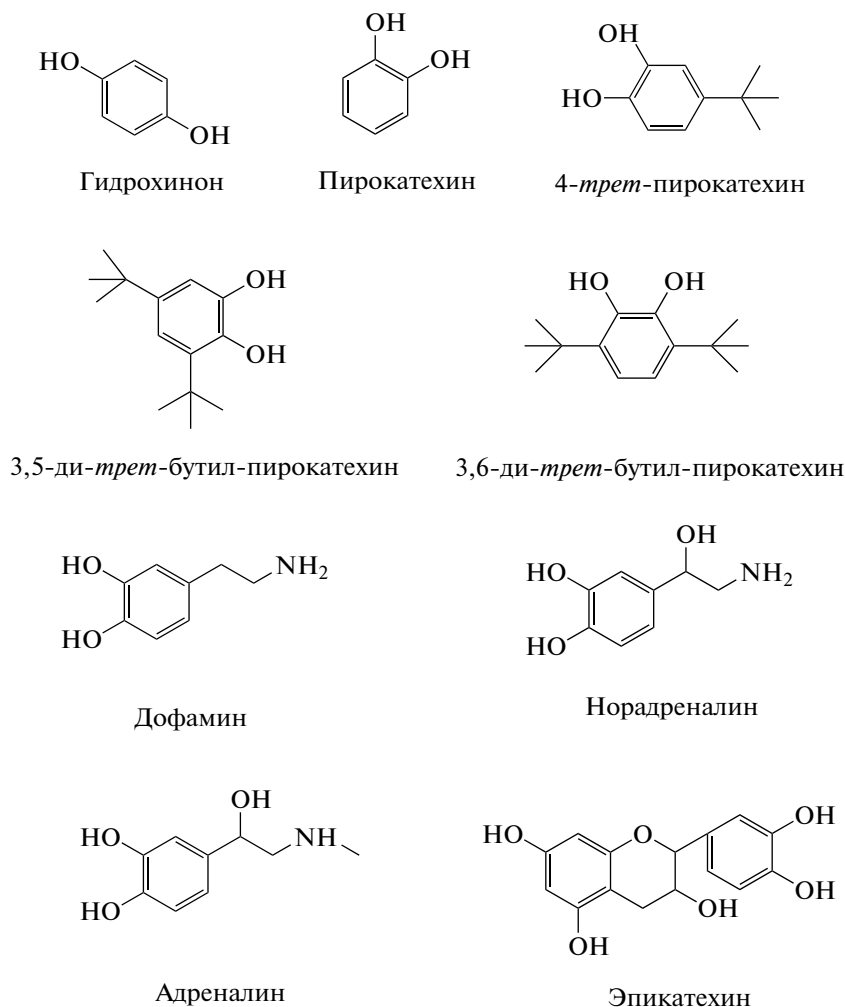 HO
OH
Гидрохинон
OH
OH
Пирокатехин
OH
HO
4-трет-пирокатехин
OH
OH
3,5-ди-трет-бутил-пирокатехин
HO OH
3,6-ди-трет-бутил-пирокатехин
HO
HO
NH2
Дофамин
OH
HO
HO
NH2
Норадреналин
OH
HO
HO
NH
Адреналин
HO
O
OH
OH
OH
OH
Эпикатехин